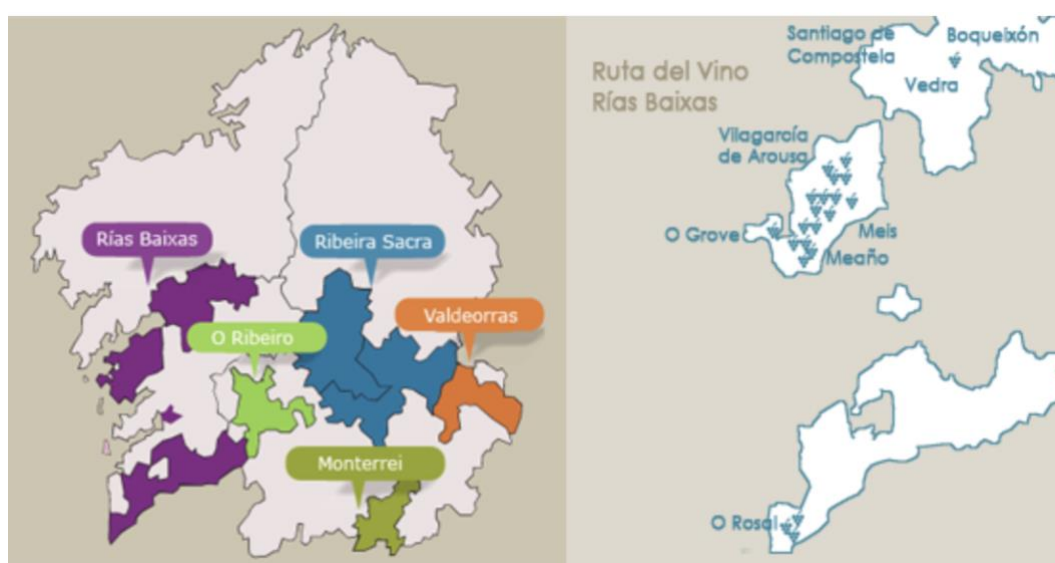 Rías Baixas
Ribeira Sacra
Valdeorras
O Ribeiro
Monterrei
Ruta del Vino
Rías Baixas
Santiago de
Compostela
Boqueixón
Vedra
Vilagarcía
de Arousa
O Grove
Meis
Meaño
O Rosal